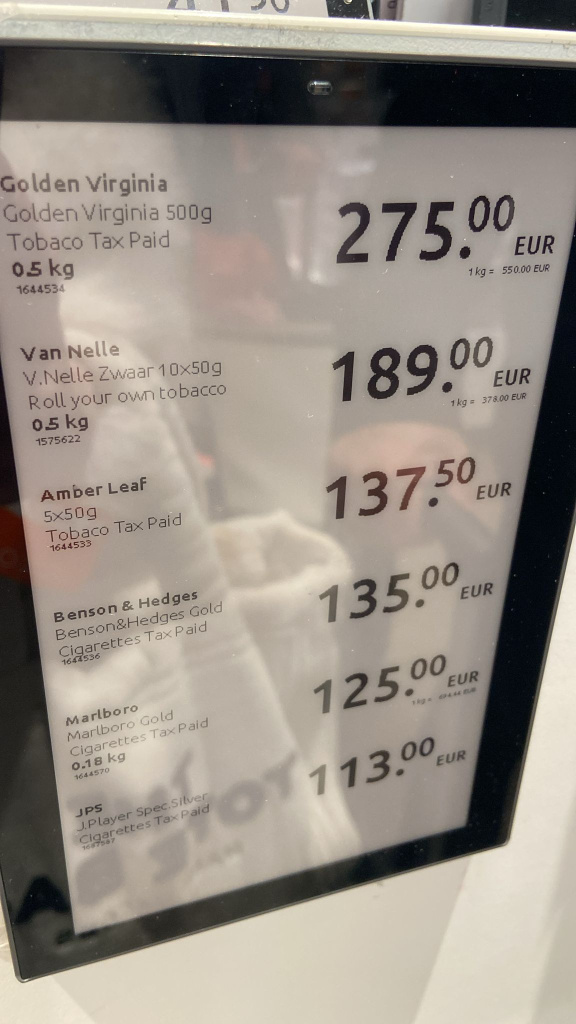 Golden Virginia
Golden Virginia 500g
Tobaco Tax Paid
0.5 kg
1644534
275.00 EUR
1 kg = 550.00 EUR
Van Nelle
V.Nelle Zwaar 10x50g
Roll your own tobacco
0.5 kg
1575622
189.00 EUR
1 kg = 378.00 EUR
Amber Leaf
5x50g
Tobaco Tax Paid
1644533
137.50 EUR
Benson & Hedges
Benson&Hedges Gold
Cigarettes Tax Paid
1644536
135.00 EUR
Marlboro
Marlboro Gold
Cigarettes Tax Paid
0.18 kg
1644570
125.00 EUR
1 kg = EUR
JPS
J.Player Spec.Silver
Cigarettes Tax Paid
113.00 EUR